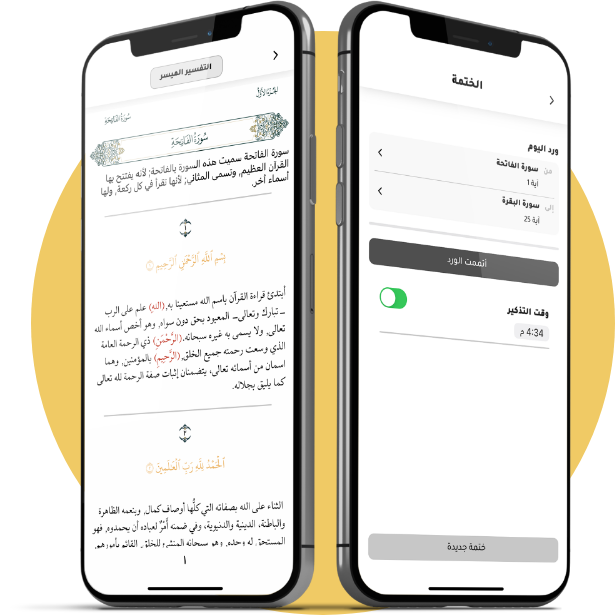 التفسير الميسر
الجزء الأول
سورة الفاتحة
سُورَةُ الفَاتِحَةِ
سورة الفاتحة سميت هذه السورة بالفاتحة؛ لأنه يفتتح بها
القرآن العظيم، وتسمى المثاني؛ لأنها تقرأ في كل ركعة، ولها
أسماء أخر.
١
بِسْمِ اللَّهِ الرَّحْمَٰنِ الرَّحِيمِ ١
أبتدئ قراءة القرآن باسم الله مستعينا به، (اللهِ) علم على الرب
ـ تبارك وتعالى ـ المعبود بحق دون سواه، وهو أخص أسماء الله
تعالى، ولا يسمى به غيره سبحانه. (الرَّحْمَنِ) ذي الرحمة العامة
الذي وسعت رحمته جميع الخلق، (الرَّحِيمِ) بالمؤمنين، وهما
اسمان من أسمائه تعالى، يتضمنان إثبات صفة الرحمة لله تعالى
كما يليق بجلاله.
٢
الْحَمْدُ لِلَّهِ رَبِّ الْعَالَمِينَ ٢
الثناء على الله بصفاته التي كلُّها أوصاف كمال، وبنعمه الظاهرة
والباطنة، الدينية والدنيوية، وفي ضمنه أَمْرٌ لعباده أن يحمدوه، فهو
المستحق له وحده، وهو سبحانه المنشئ للخلق، القائم بأمورهم،
١
الختمة
ورد اليوم
من سورة الفاتحة
آية 1
إلى سورة البقرة
آية 25
أتممت الورد
وقت التذكير
4:34 م
ختمة جديدة